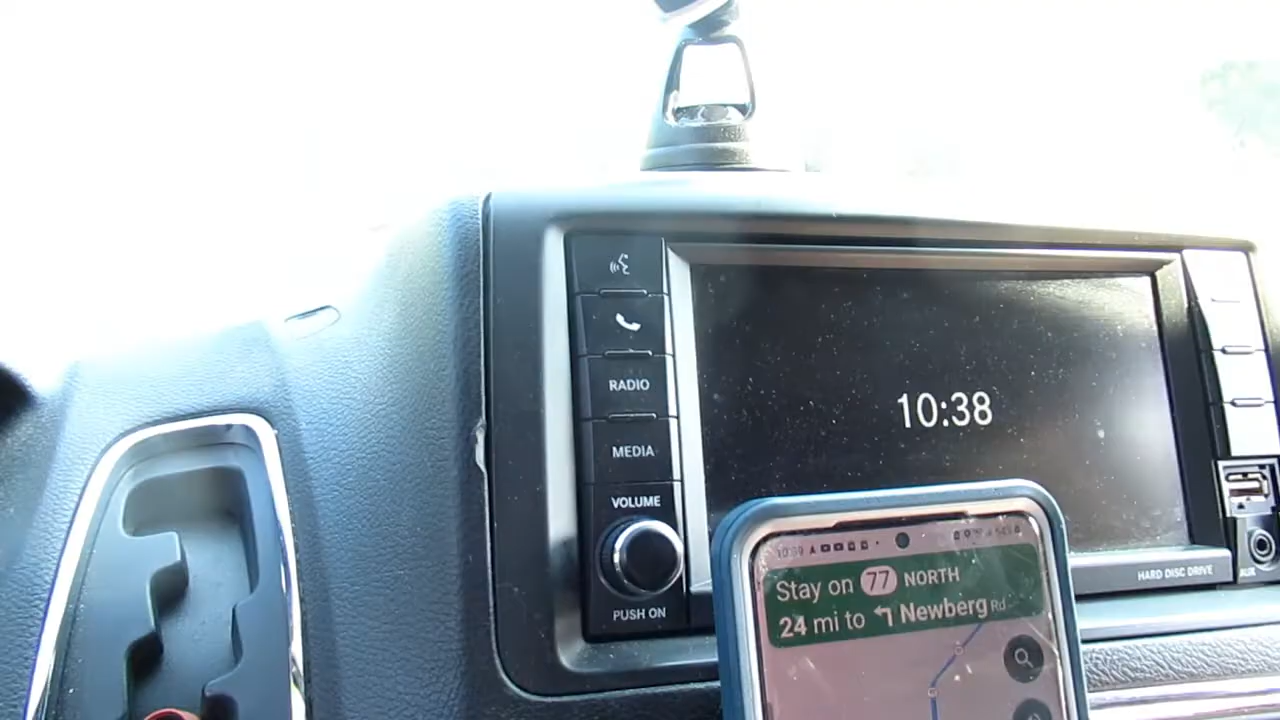 RADIO
MEDIA
VOLUME
PUSH ON
10:38
HARD DISC DRIVE
AUX
Stay on 77 NORTH
24 mi to Newberg Rd